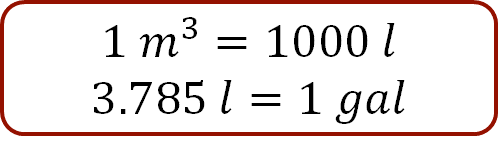 1 m³ = 1000 l
3.785 l = 1 gal